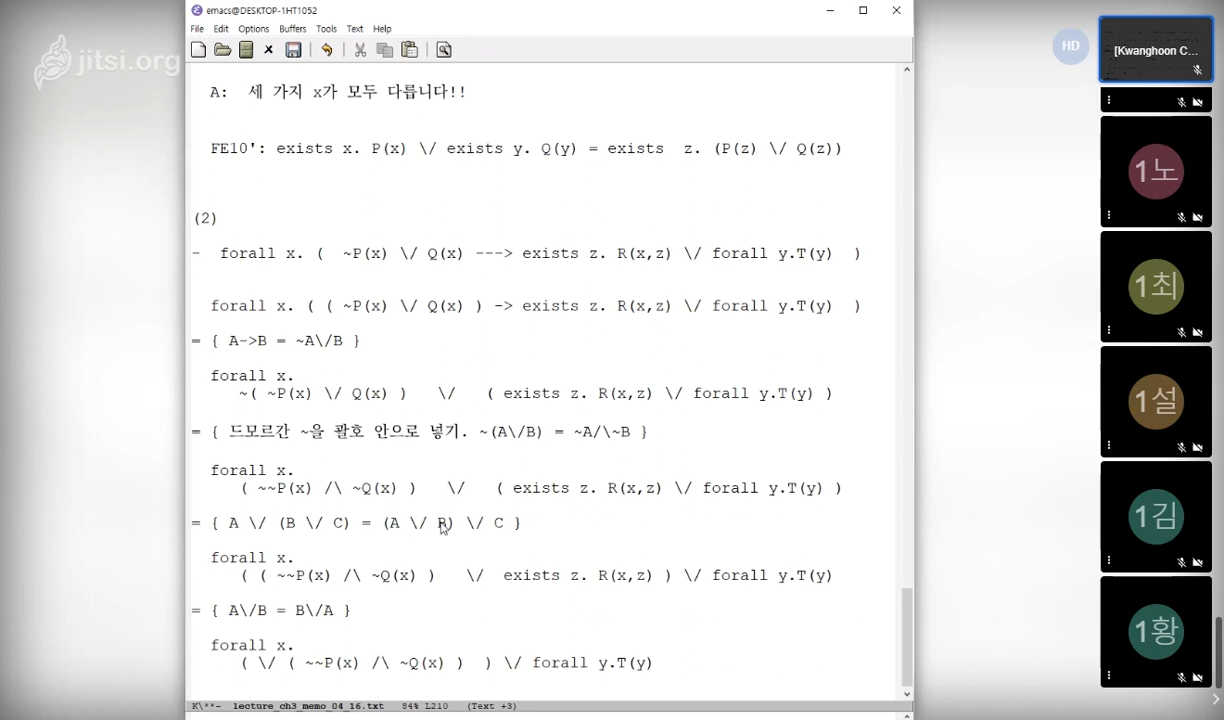 emacs@DESKTOP-1HT1052
File Edit Options Buffers Tools Text Help
jitsi.org
HD
[Kwanghoon C...
A: 세 가지 x가 모두 다릅니다!!
FE10': exists x. P(x) \/ exists y. Q(y) = exists z. (P(z) \/ Q(z))
(2)
- forall x. ( ~P(x) \/ Q(x) ---> exists z. R(x,z) \/ forall y.T(y) )
forall x. ( ( ~P(x) \/ Q(x) ) -> exists z. R(x,z) \/ forall y.T(y) )
= { A->B = ~A\/B }
forall x.
~( ~P(x) \/ Q(x) ) \/ ( exists z. R(x,z) \/ forall y.T(y) )
= { 드모르간 ~을 괄호 안으로 넣기. ~(A\/B) = ~A/\~B }
forall x.
( ~~P(x) /\ ~Q(x) ) \/ ( exists z. R(x,z) \/ forall y.T(y) )
= { A \/ (B \/ C) = (A \/ B) \/ C }
forall x.
( ( ~~P(x) /\ ~Q(x) ) \/ exists z. R(x,z) ) \/ forall y.T(y)
= { A\/B = B\/A }
forall x.
( \/ ( ~~P(x) /\ ~Q(x) ) ) \/ forall y.T(y)
K\**- lecture_ch3_memo_04_16.txt 84% L210 (Text +3)
1노
1최
1설
1김
1황